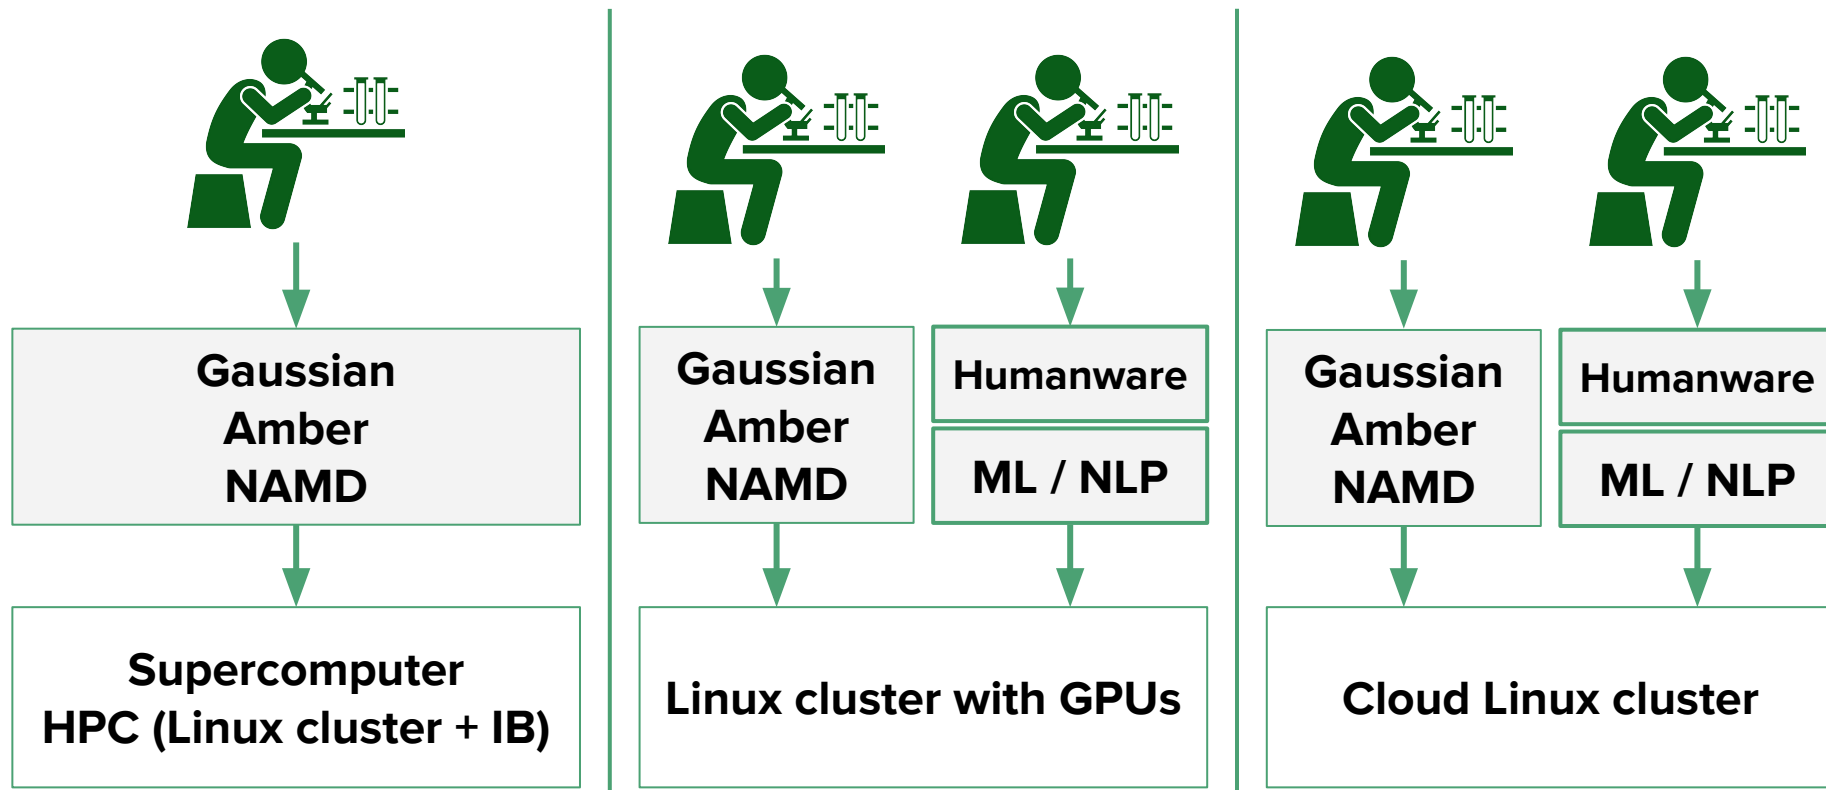 Gaussian
Amber
NAMD
Supercomputer
HPC (Linux cluster + IB)
Gaussian
Amber
NAMD
Humanware
ML / NLP
Linux cluster with GPUs
Gaussian
Amber
NAMD
Humanware
ML / NLP
Cloud Linux cluster